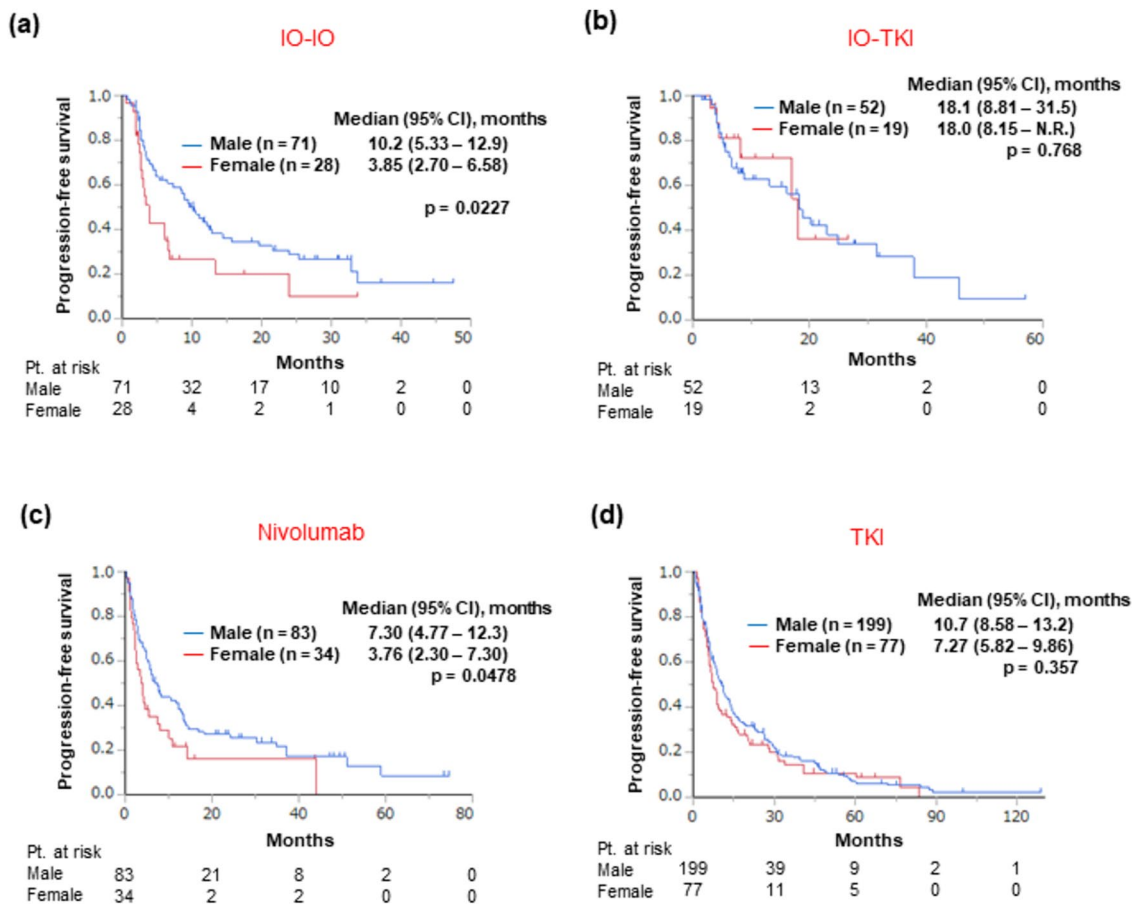 (a)
IO-IO
Progression-free survival
1.0
0.8
0.6
0.4
0.2
0.0
Median (95% CI), months
Male (n = 71) 10.2 (5.33 – 12.9)
Female (n = 28) 3.85 (2.70 – 6.58)
p = 0.0227
0 10 20 30 40 50
Months
Pt. at risk
Male 71 32 17 10 2 0
Female 28 4 2 1 0 0
(b)
IO-TKI
Progression-free survival
1.0
0.8
0.6
0.4
0.2
0.0
Median (95% CI), months
Male (n = 52) 18.1 (8.81 – 31.5)
Female (n = 19) 18.0 (8.15 – N.R.)
p = 0.768
0 20 40 60
Months
Pt. at risk
Male 52 13 2 0
Female 19 2 0 0
(c)
Nivolumab
Progression-free survival
1.0
0.8
0.6
0.4
0.2
0.0
Median (95% CI), months
Male (n = 83) 7.30 (4.77 – 12.3)
Female (n = 34) 3.76 (2.30 – 7.30)
p = 0.0478
0 20 40 60 80
Months
Pt. at risk
Male 83 21 8 2 0
Female 34 2 2 0 0
(d)
TKI
Progression-free survival
1.0
0.8
0.6
0.4
0.2
0.0
Median (95% CI), months
Male (n = 199) 10.7 (8.58 – 13.2)
Female (n = 77) 7.27 (5.82 – 9.86)
p = 0.357
0 30 60 90 120
Months
Pt. at risk
Male 199 39 9 2 1
Female 77 11 5 0 0